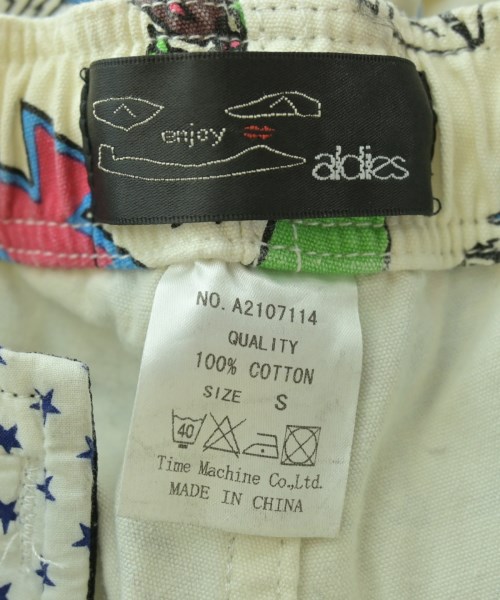 enjoy
aldies
NO. A2107114
QUALITY
100% COTTON
SIZE S
40
Time Machine Co.,Ltd.
MADE IN CHINA